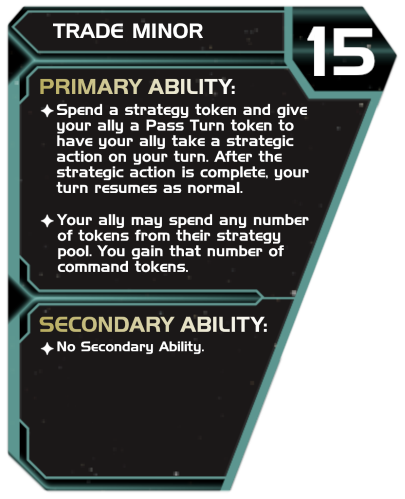 TRADE MINOR
15
PRIMARY ABILITY:
Spend a strategy token and give
your ally a Pass Turn token to
have your ally take a strategic
action on your turn. After the
strategic action is complete, your
turn resumes as normal.
Your ally may spend any number
of tokens from their strategy
pool. You gain that number of
command tokens.
SECONDARY ABILITY:
No Secondary Ability.